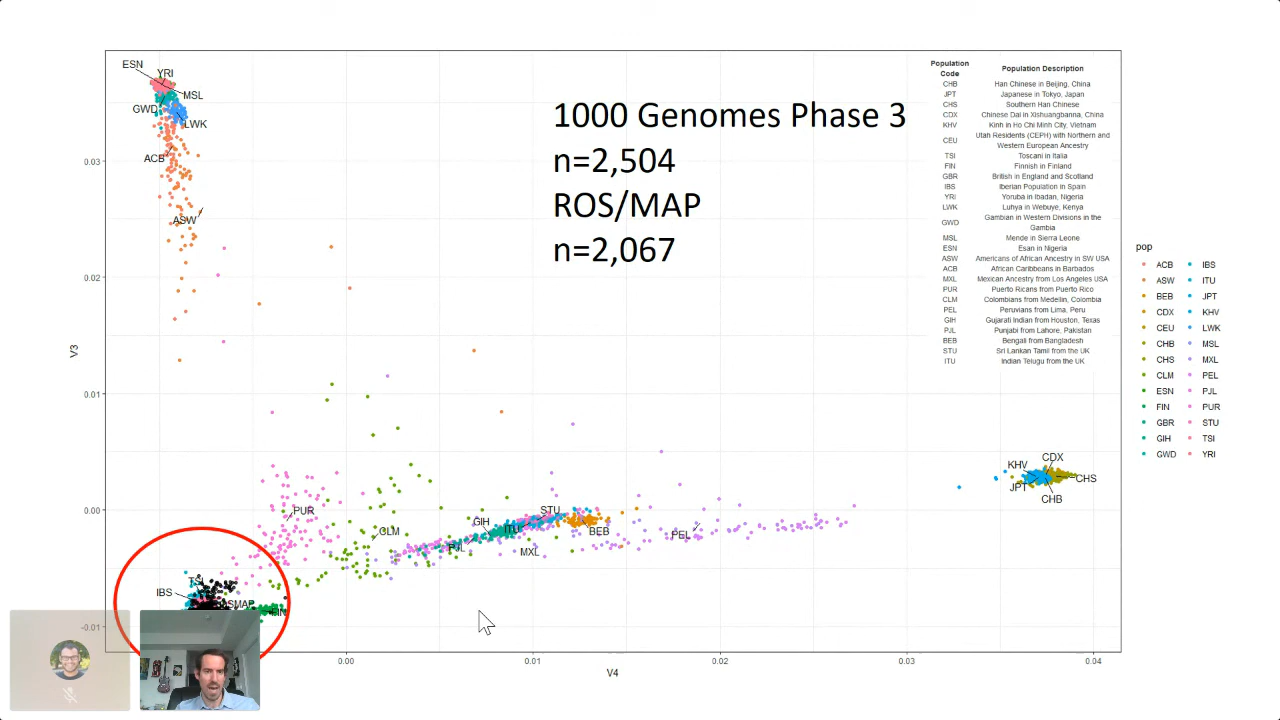 1000 Genomes Phase 3
n=2,504
ROS/MAP
n=2,067
Population Code Population Description
CHB Han Chinese in Beijing, China
JPT Japanese in Tokyo, Japan
CHS Southern Han Chinese
CDX Chinese Dai in Xishuangbanna, China
KHV Kinh in Ho Chi Minh City, Vietnam
CEU Utah Residents (CEPH) with Northern and Western European Ancestry
TSI Toscani in Italia
FIN Finnish in Finland
GBR British in England and Scotland
IBS Iberian Population in Spain
YRI Yoruba in Ibadan, Nigeria
LWK Luhya in Webuye, Kenya
GWD Gambian in Western Divisions in the Gambia
MSL Mende in Sierra Leone
ESN Esan in Nigeria
ASW Americans of African Ancestry in SW USA
ACB African Caribbeans in Barbados
MXL Mexican Ancestry from Los Angeles USA
PUR Puerto Ricans from Puerto Rico
CLM Colombians from Medellin, Colombia
PEL Peruvians from Lima, Peru
GIH Gujarati Indian from Houston, Texas
PJL Punjabi from Lahore, Pakistan
BEB Bengali from Bangladesh
STU Sri Lankan Tamil from the UK
ITU Indian Telugu from the UK
ESN
YRI
MSL
GWD
LWK
ACB
ASW
PUR
CLM
GIH
ITU
STU
PJL
MXL
BEB
PEL
KHV
CDX
JPT
CHS
CHB
TSI
IBS
FIN
V3
0.03
0.02
0.01
0.00
-0.01
0.00 0.01 0.02 0.03 0.04
V4
pop
ACB IBS
ASW ITU
BEB JPT
CDX KHV
CEU LWK
CHB MSL
CHS MXL
CLM PEL
ESN PJL
FIN PUR
GBR STU
GIH TSI
GWD YRI